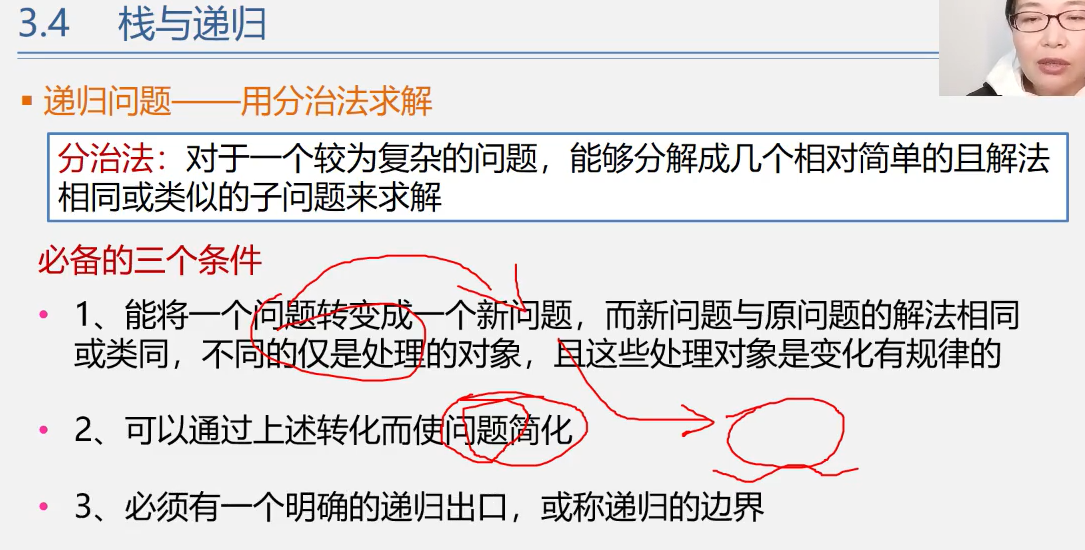 3.4 栈与递归
▪ 递归问题——用分治法求解
分治法：对于一个较为复杂的问题，能够分解成几个相对简单的且解法
相同或类似的子问题来求解
必备的三个条件
• 1、能将一个问题转变成一个新问题，而新问题与原问题的解法相同
或类同，不同的仅是处理的对象，且这些处理对象是变化有规律的
• 2、可以通过上述转化而使问题简化
• 3、必须有一个明确的递归出口，或称递归的边界